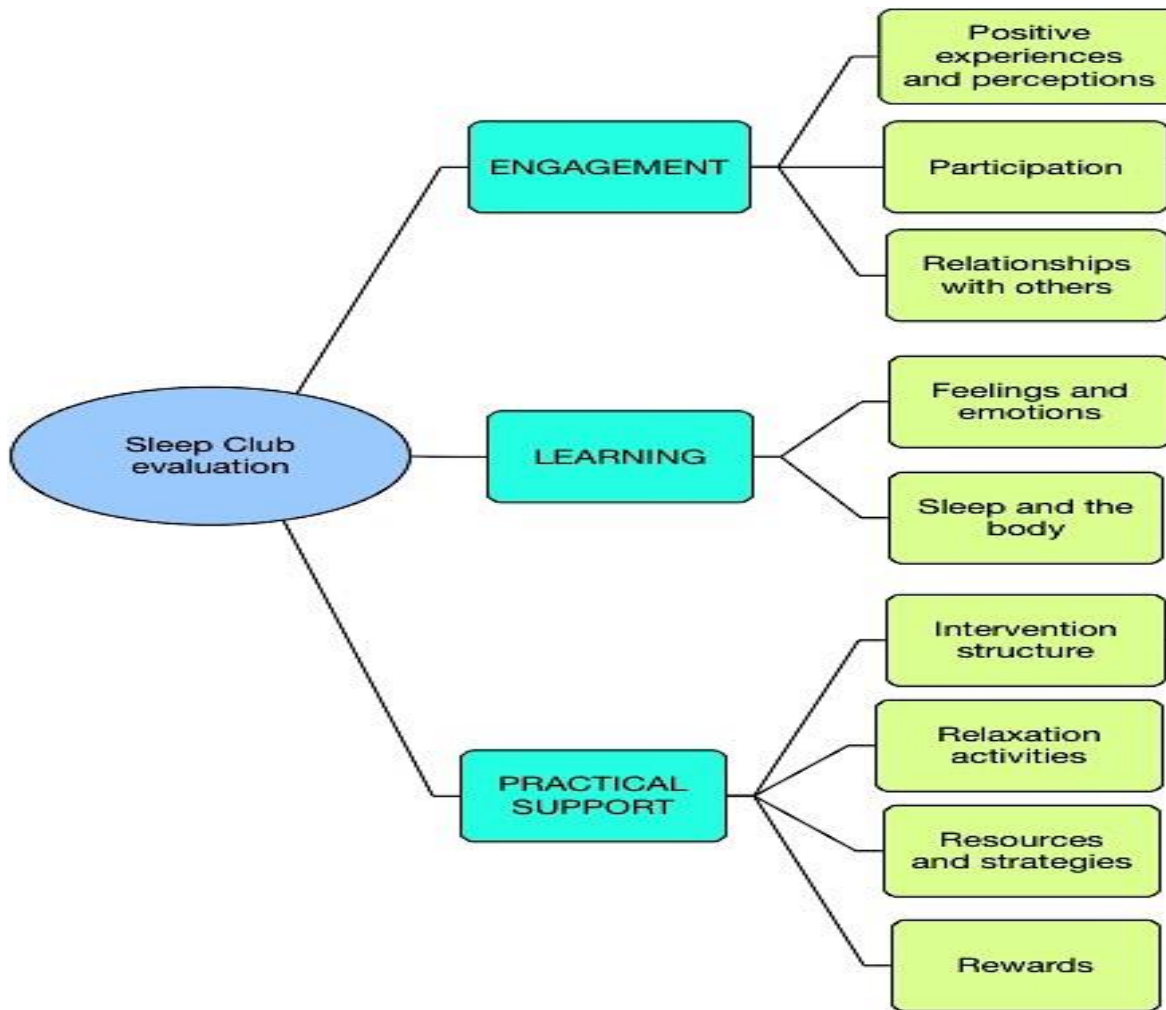 Positive
experiences
and perceptions
ENGAGEMENT
Participation
Relationships
with others
Sleep Club
evaluation
LEARNING
Feelings and
emotions
Sleep and the
body
PRACTICAL
SUPPORT
Intervention
structure
Relaxation
activities
Resources
and strategies
Rewards